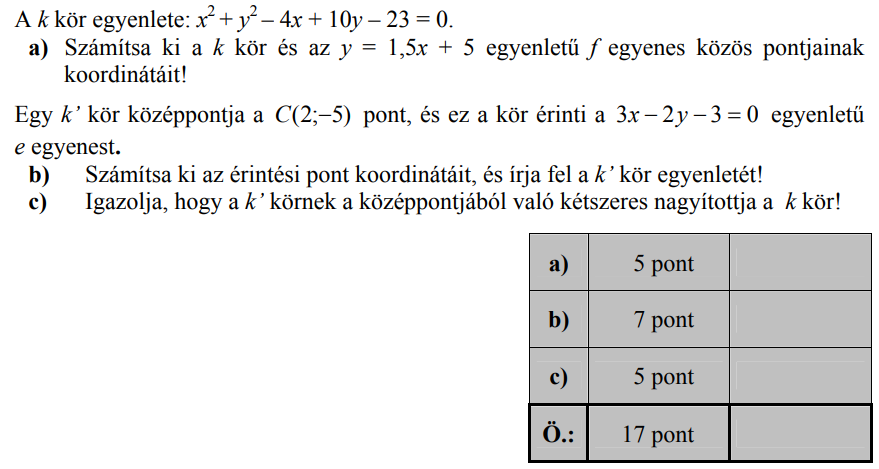 A k kör egyenlete: x² + y² – 4x + 10y – 23 = 0.
a) Számítsa ki a k kör és az y = 1,5x + 5 egyenletű f egyenes közös pontjainak
koordinátáit!
Egy k’ kör középpontja a C(2;−5) pont, és ez a kör érinti a 3x − 2y − 3 = 0 egyenletű
e egyenest.
b) Számítsa ki az érintési pont koordinátáit, és írja fel a k’ kör egyenletét!
c) Igazolja, hogy a k’ körnek a középpontjából való kétszeres nagyítottja a k kör!
a) 5 pont
b) 7 pont
c) 5 pont
Ö.: 17 pont